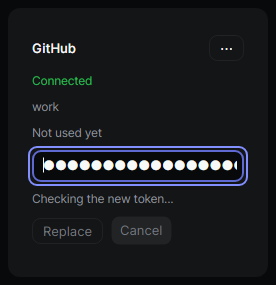 GitHub
...
Connected
work
Not used yet
Checking the new token...
Replace
Cancel